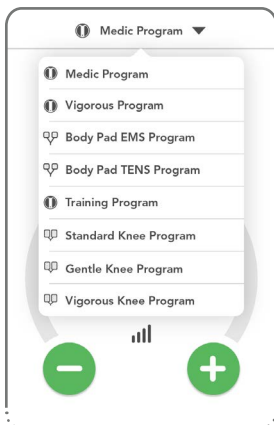 Medic Program
Medic Program
Vigorous Program
Body Pad EMS Program
Body Pad TENS Program
Training Program
Standard Knee Program
Gentle Knee Program
Vigorous Knee Program